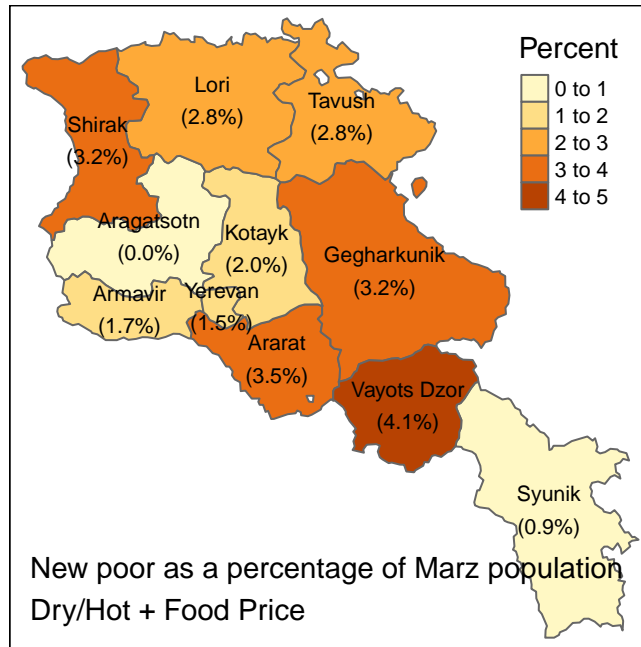 Percent
0 to 1
1 to 2
2 to 3
3 to 4
4 to 5
Lori
(2.8%)
Tavush
(2.8%)
Shirak
(3.2%)
Aragatsotn
(0.0%)
Kotayk
(2.0%)
Gegharkunik
(3.2%)
Armavir
(1.7%)
Yerevan
(1.5%)
Ararat
(3.5%)
Vayots Dzor
(4.1%)
Syunik
(0.9%)
New poor as a percentage of Marz population
Dry/Hot + Food Price